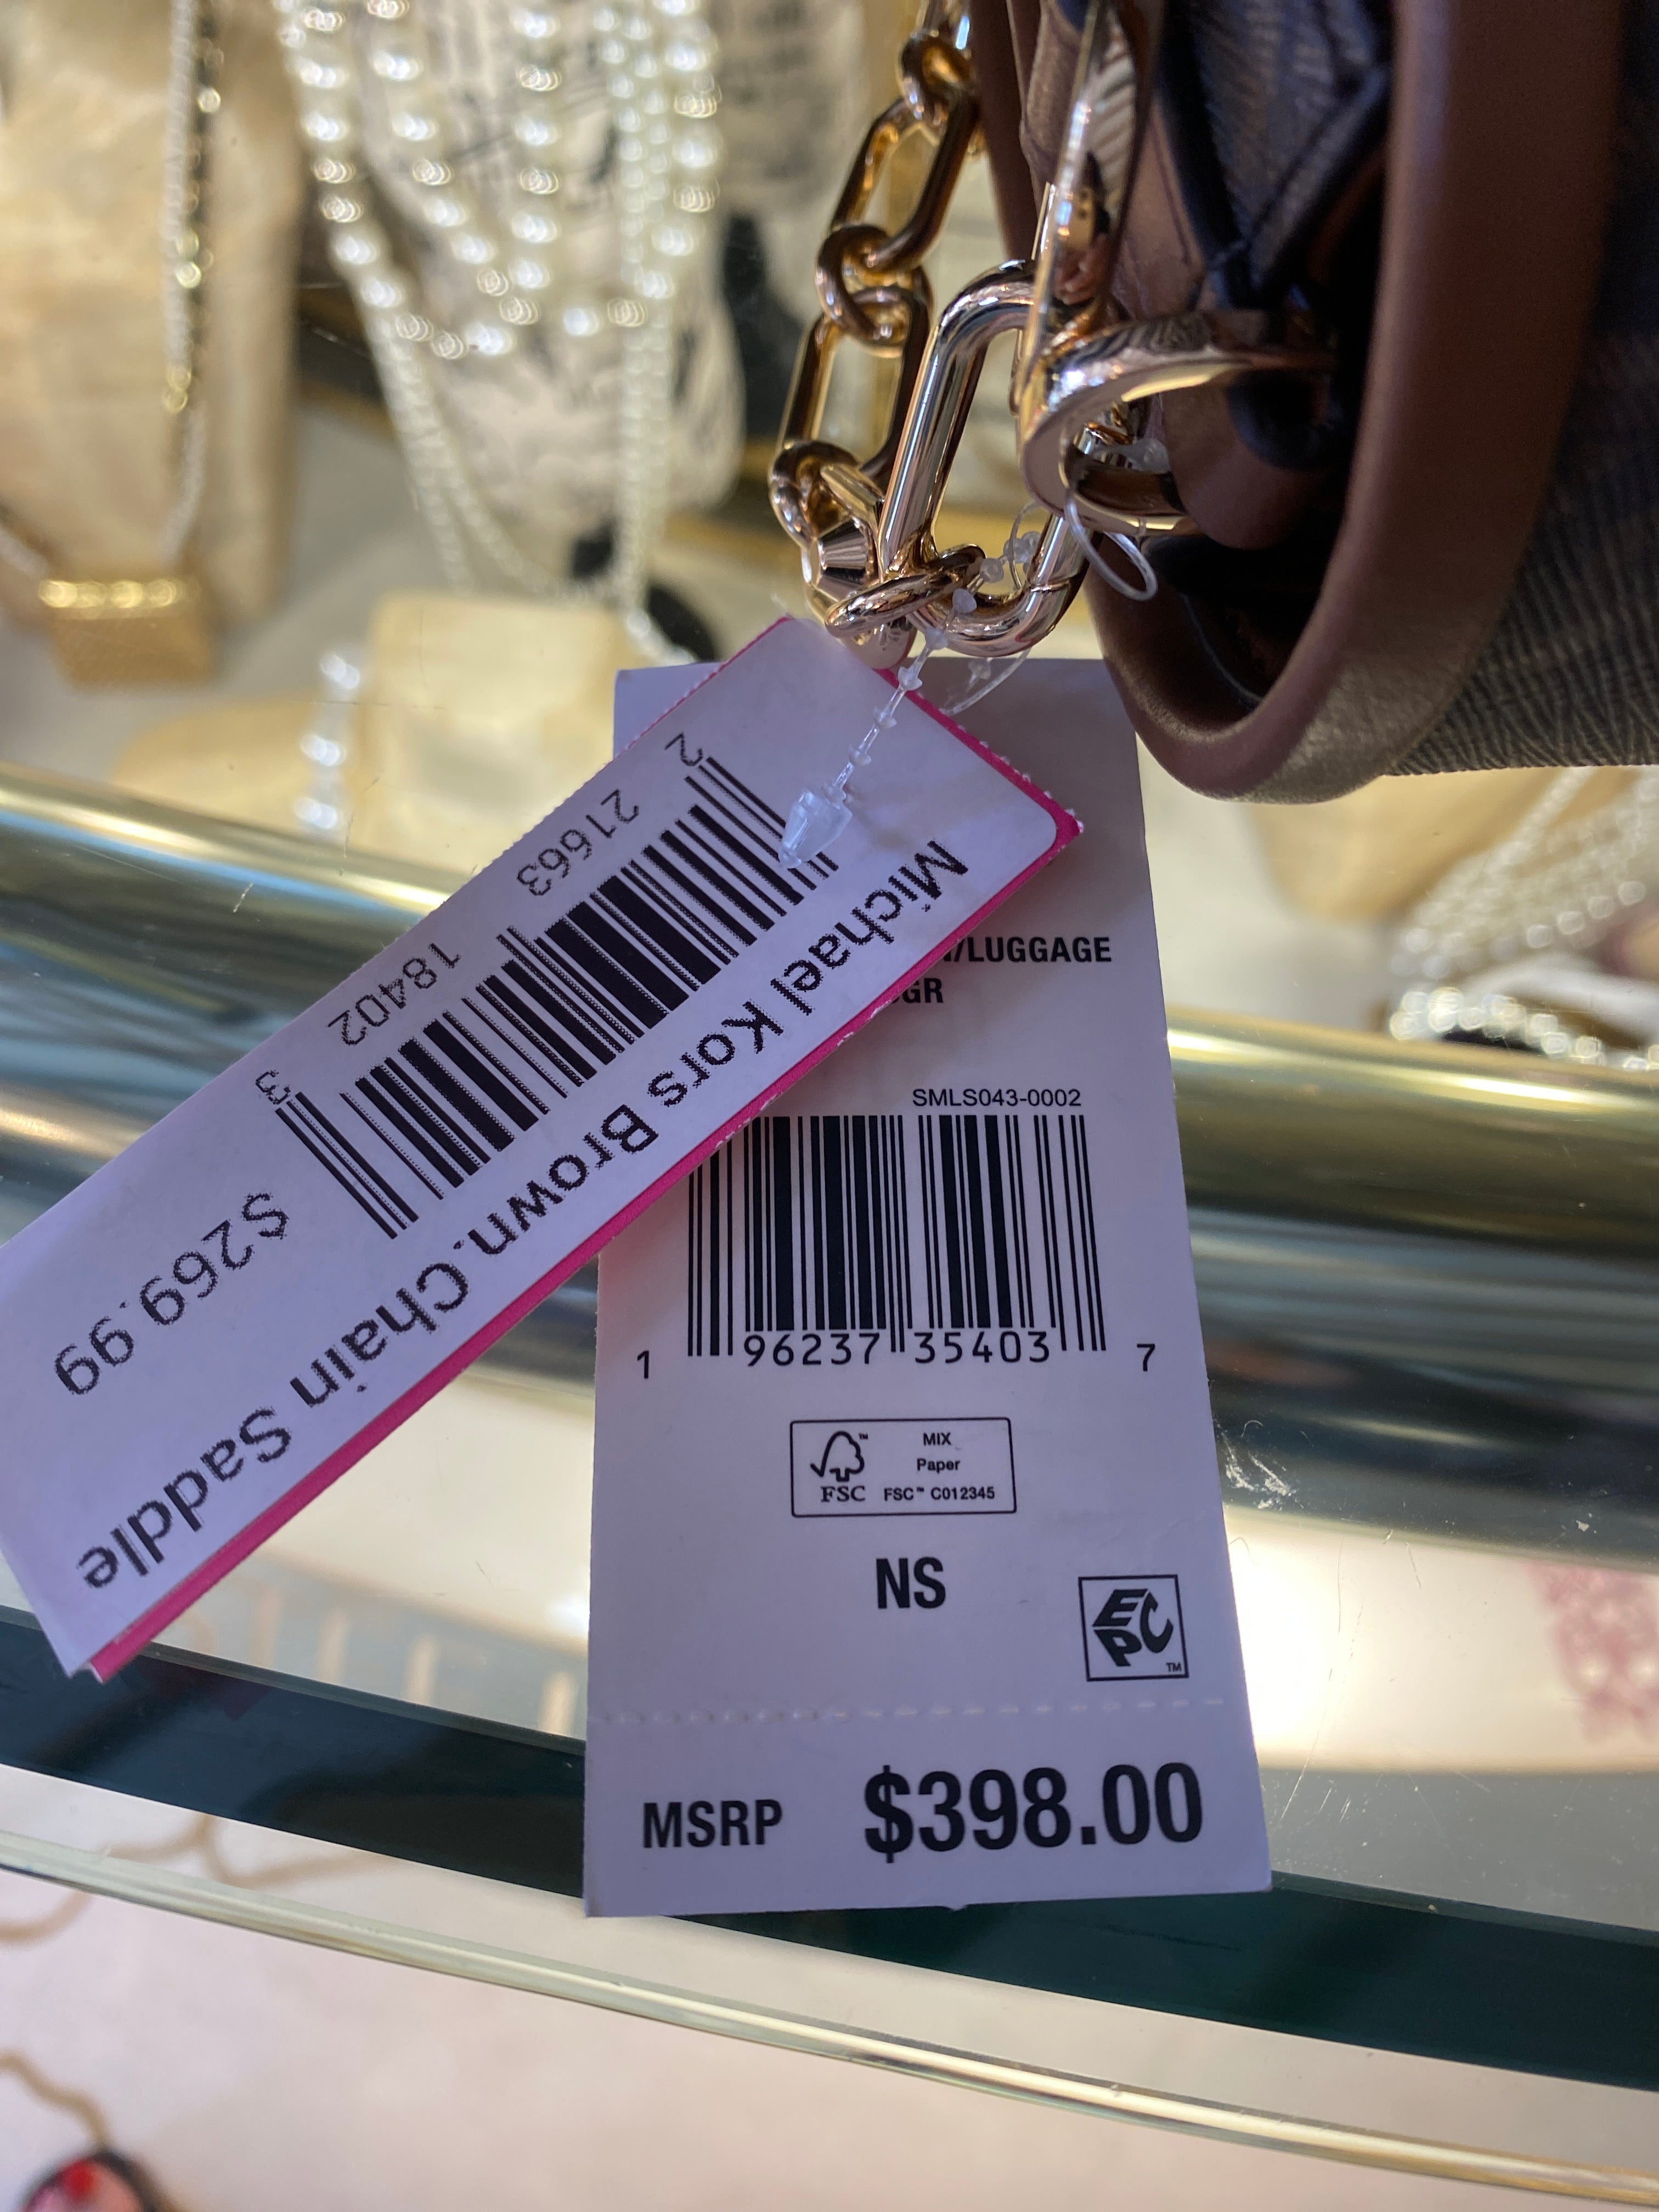 Michael Kors Brown.Chain Saddle
2 21663 18402 3
$269.99
/LUGGAGE
GR
SMLS043-0002
1 96237 35403 7
FSC
MIX
Paper
FSC™ C012345
NS
EPC
TM
MSRP $398.00